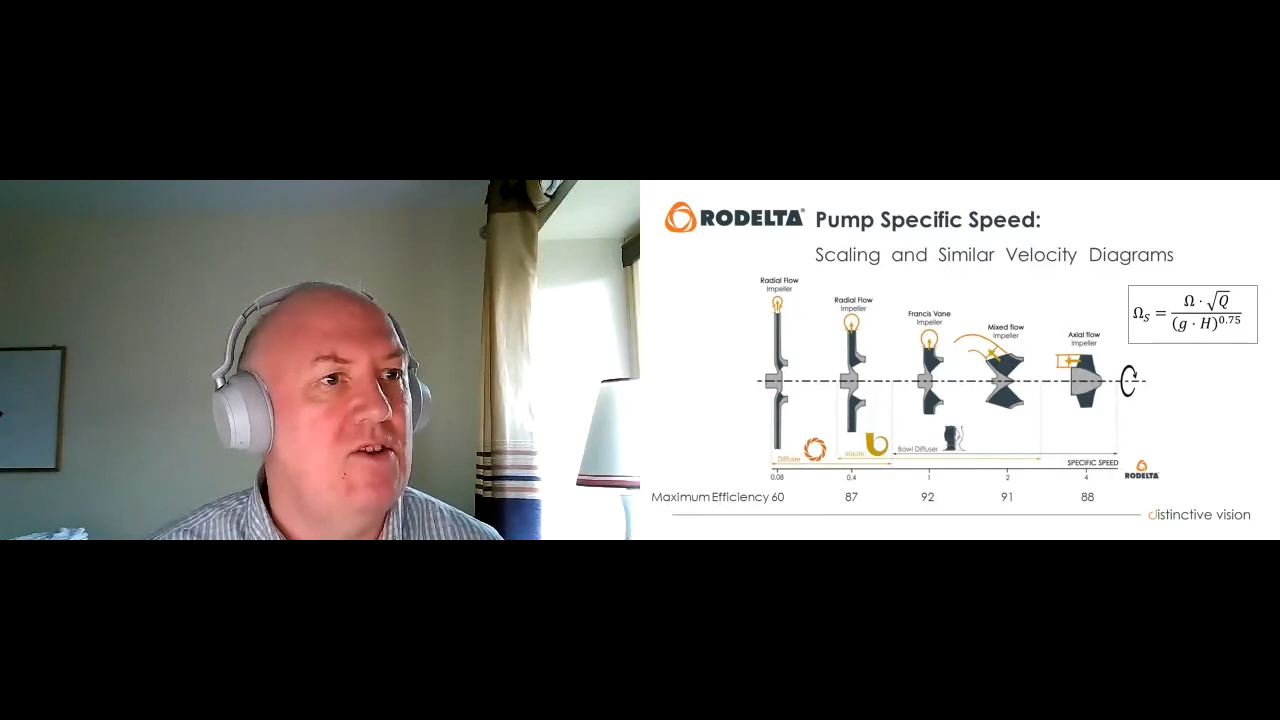 RODELTA® Pump Specific Speed:
Scaling and Similar Velocity Diagrams
Radial Flow
Impeller
Radial Flow
Impeller
Francis Vane
Impeller
Mixed flow
Impeller
Axial flow
Impeller
Ω_S = Ω · √Q / (g · H)^0.75
Diffuser
Volute
Bowl Diffuser
SPECIFIC SPEED
0.08 0,4 1 2 4
RODELTA
Maximum Efficiency 60 87 92 91 88
distinctive vision